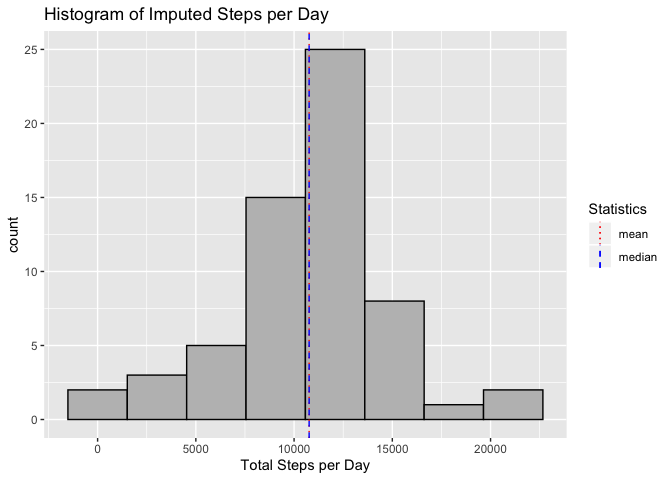 Histogram of Imputed Steps per Day
25
20
15
10
5
0
count
0 5000 10000 15000 20000
Total Steps per Day
Statistics
mean
median